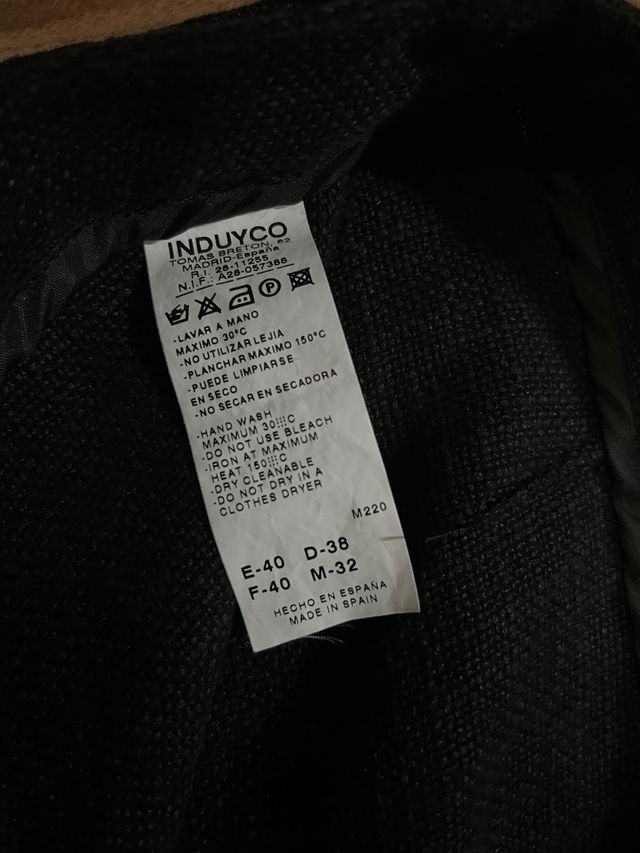 INDUYCO
TOMAS BRETON, 62
MADRID-España
R.I. 28-11255
N.I.F.: A28-057388
-LAVAR A MANO
MAXIMO 30°C
-NO UTILIZAR LEJIA
-PLANCHAR MAXIMO 150°C
-PUEDE LIMPIARSE
EN SECO
-NO SECAR EN SECADORA
-HAND WASH
MAXIMUM 30░C
-DO NOT USE BLEACH
-IRON AT MAXIMUM
HEAT 150░C
-DRY CLEANABLE
-DO NOT DRY IN A
CLOTHES DRYER
M220
E-40 D-38
F-40 M-32
HECHO EN ESPAÑA
MADE IN SPAIN